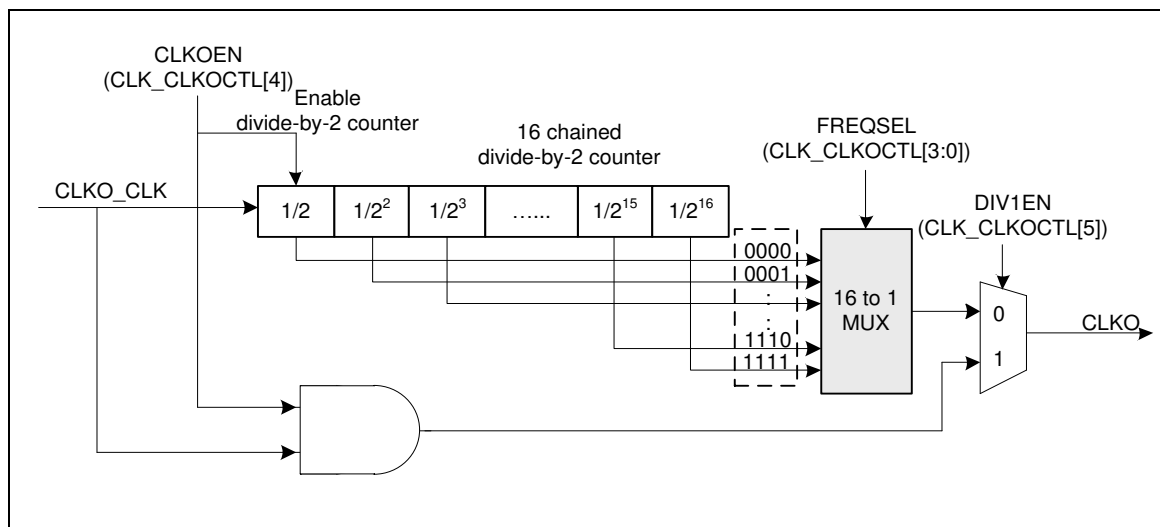 CLKOEN
(CLK_CLKOCTL[4])
Enable
divide-by-2 counter
16 chained
divide-by-2 counter
FREQSEL
(CLK_CLKOCTL[3:0])
DIV1EN
(CLK_CLKOCTL[5])
CLKO_CLK
1/2 1/2² 1/2³ …... 1/2¹⁵ 1/2¹⁶
0000
0001
:
:
1110
1111
16 to 1
MUX
0
1
CLKO